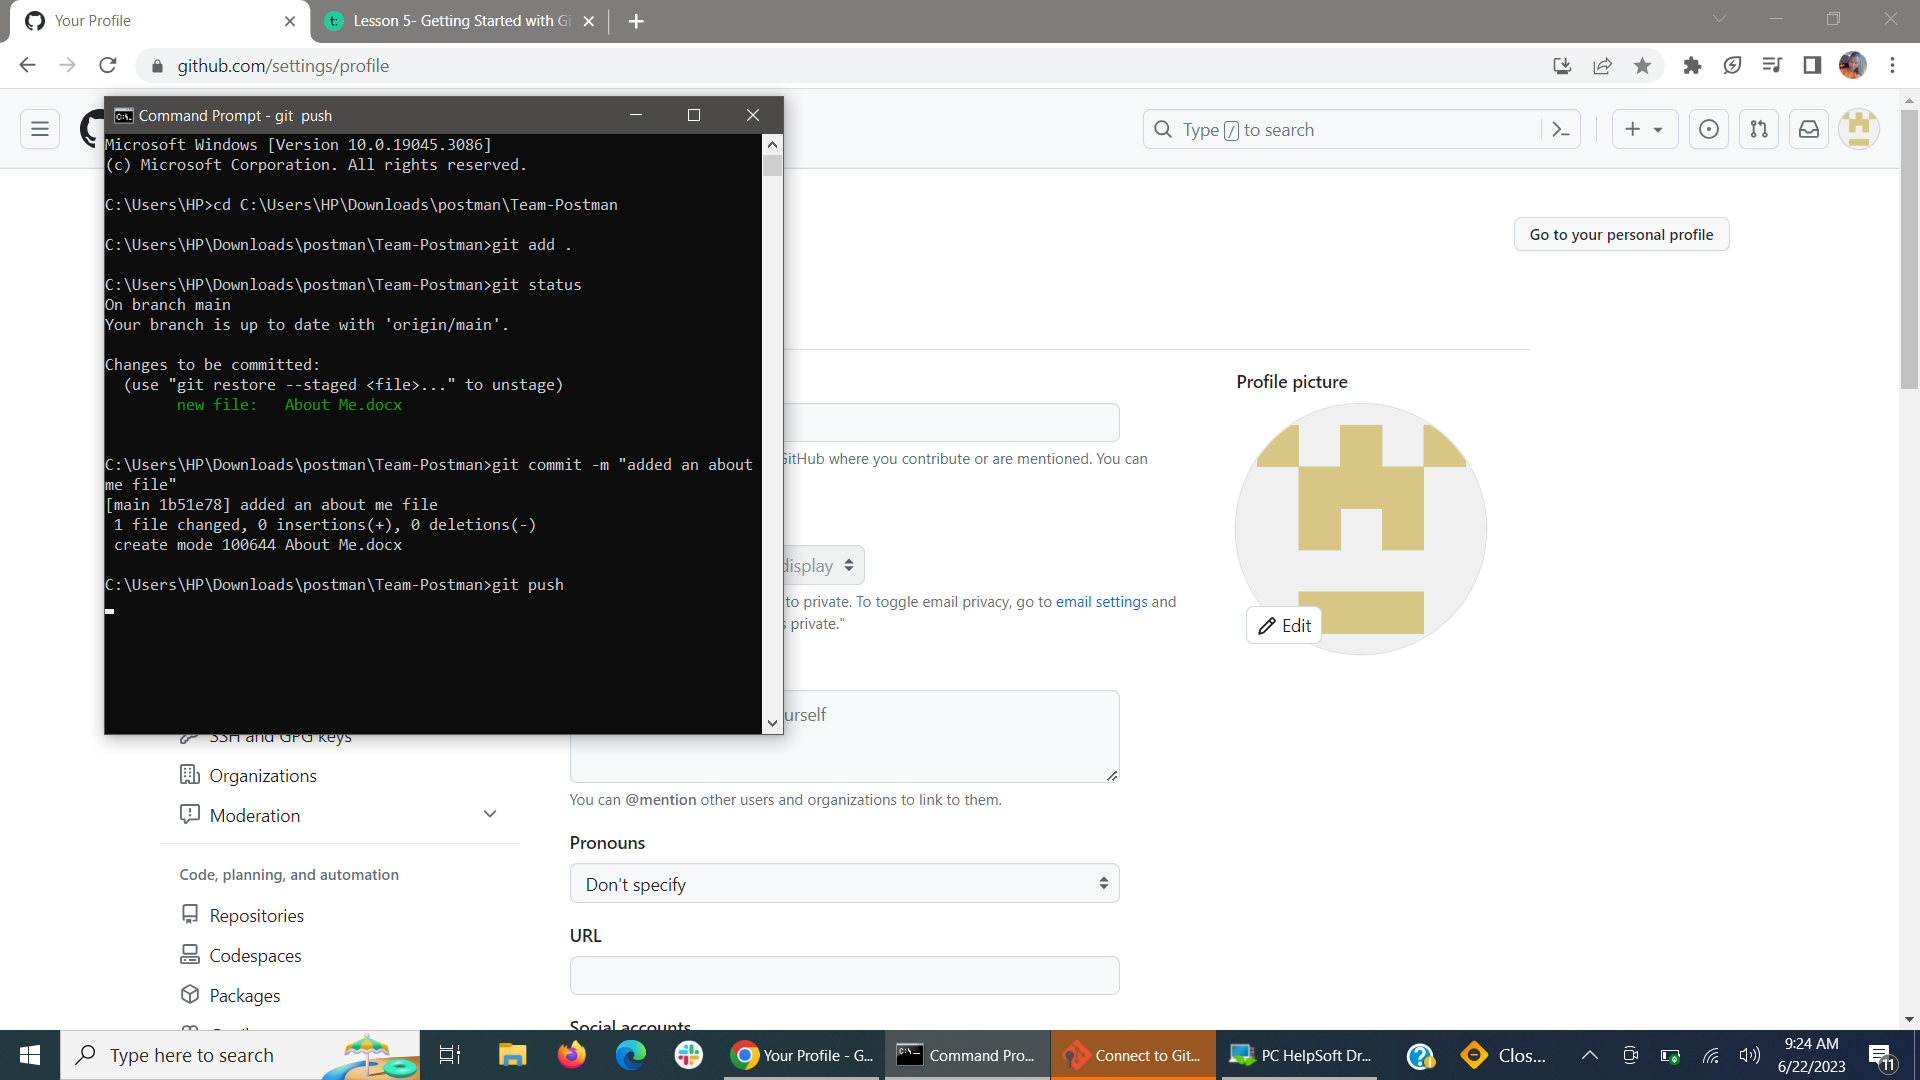 Your Profile
Lesson 5- Getting Started with Gi
github.com/settings/profile
Command Prompt - git  push
Type / to search
Microsoft Windows [Version 10.0.19045.3086]
(c) Microsoft Corporation. All rights reserved.
C:\Users\HP>cd C:\Users\HP\Downloads\postman\Team-Postman
C:\Users\HP\Downloads\postman\Team-Postman>git add .
C:\Users\HP\Downloads\postman\Team-Postman>git status
On branch main
Your branch is up to date with 'origin/main'.
Changes to be committed:
(use "git restore --staged <file>..." to unstage)
new file:   About Me.docx
C:\Users\HP\Downloads\postman\Team-Postman>git commit -m "added an about
me file"
[main 1b51e78] added an about me file
1 file changed, 0 insertions(+), 0 deletions(-)
create mode 100644 About Me.docx
C:\Users\HP\Downloads\postman\Team-Postman>git push
Go to your personal profile
Profile picture
GitHub where you contribute or are mentioned. You can
display
to private. To toggle email privacy, go to email settings and
s private."
Edit
urself
You can @mention other users and organizations to link to them.
Pronouns
Don't specify
URL
Social accounts
SSH and GPG keys
Organizations
Moderation
Code, planning, and automation
Repositories
Codespaces
Packages
Type here to search
Your Profile - G...
Command Pro...
Connect to Git...
PC HelpSoft Dr...
Clos...
9:24 AM
6/22/2023
11